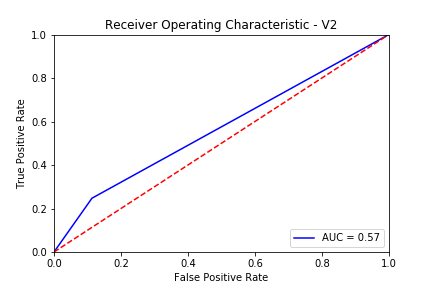 Receiver Operating Characteristic - V2
1.0
0.8
0.6
0.4
0.2
0.0
True Positive Rate
AUC = 0.57
0.0 0.2 0.4 0.6 0.8 1.0
False Positive Rate